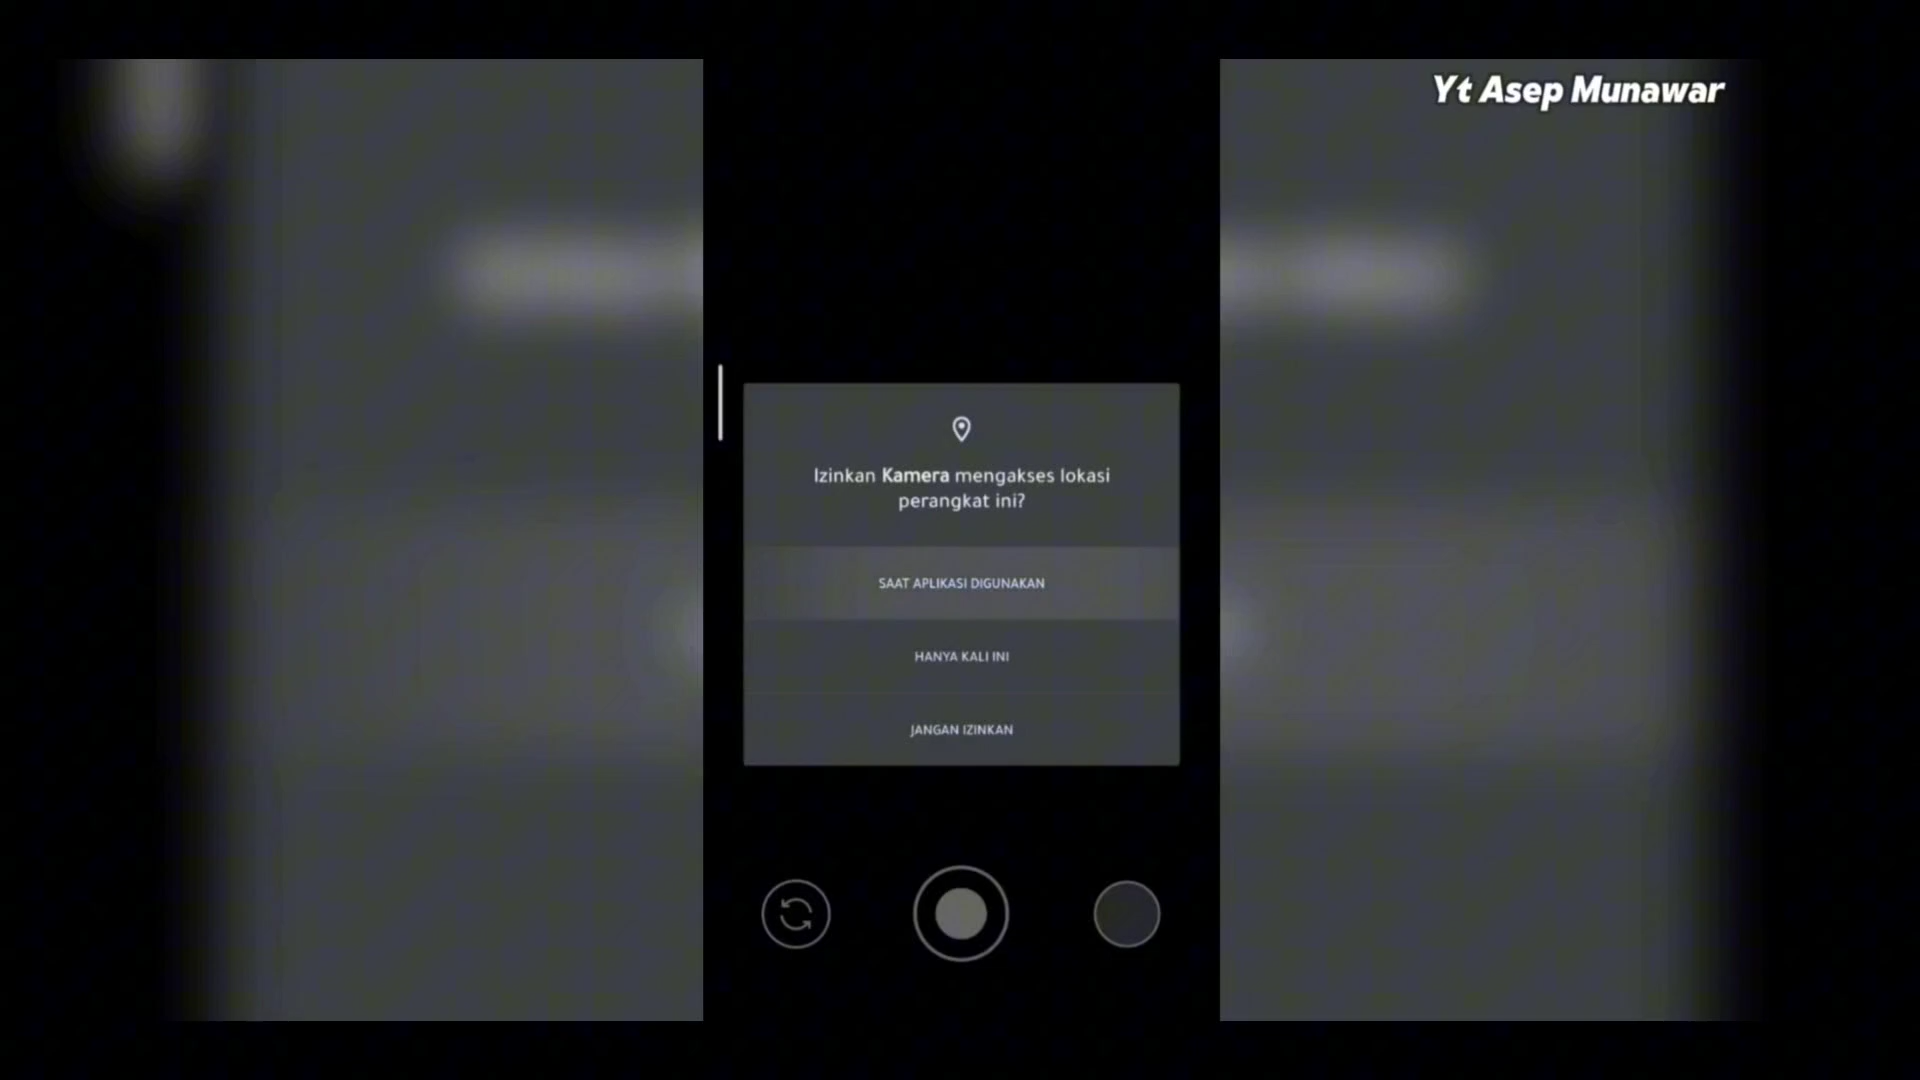 Yt Asep Munawar
Izinkan Kamera mengakses lokasi
perangkat ini?
SAAT APLIKASI DIGUNAKAN
HANYA KALI INI
JANGAN IZINKAN